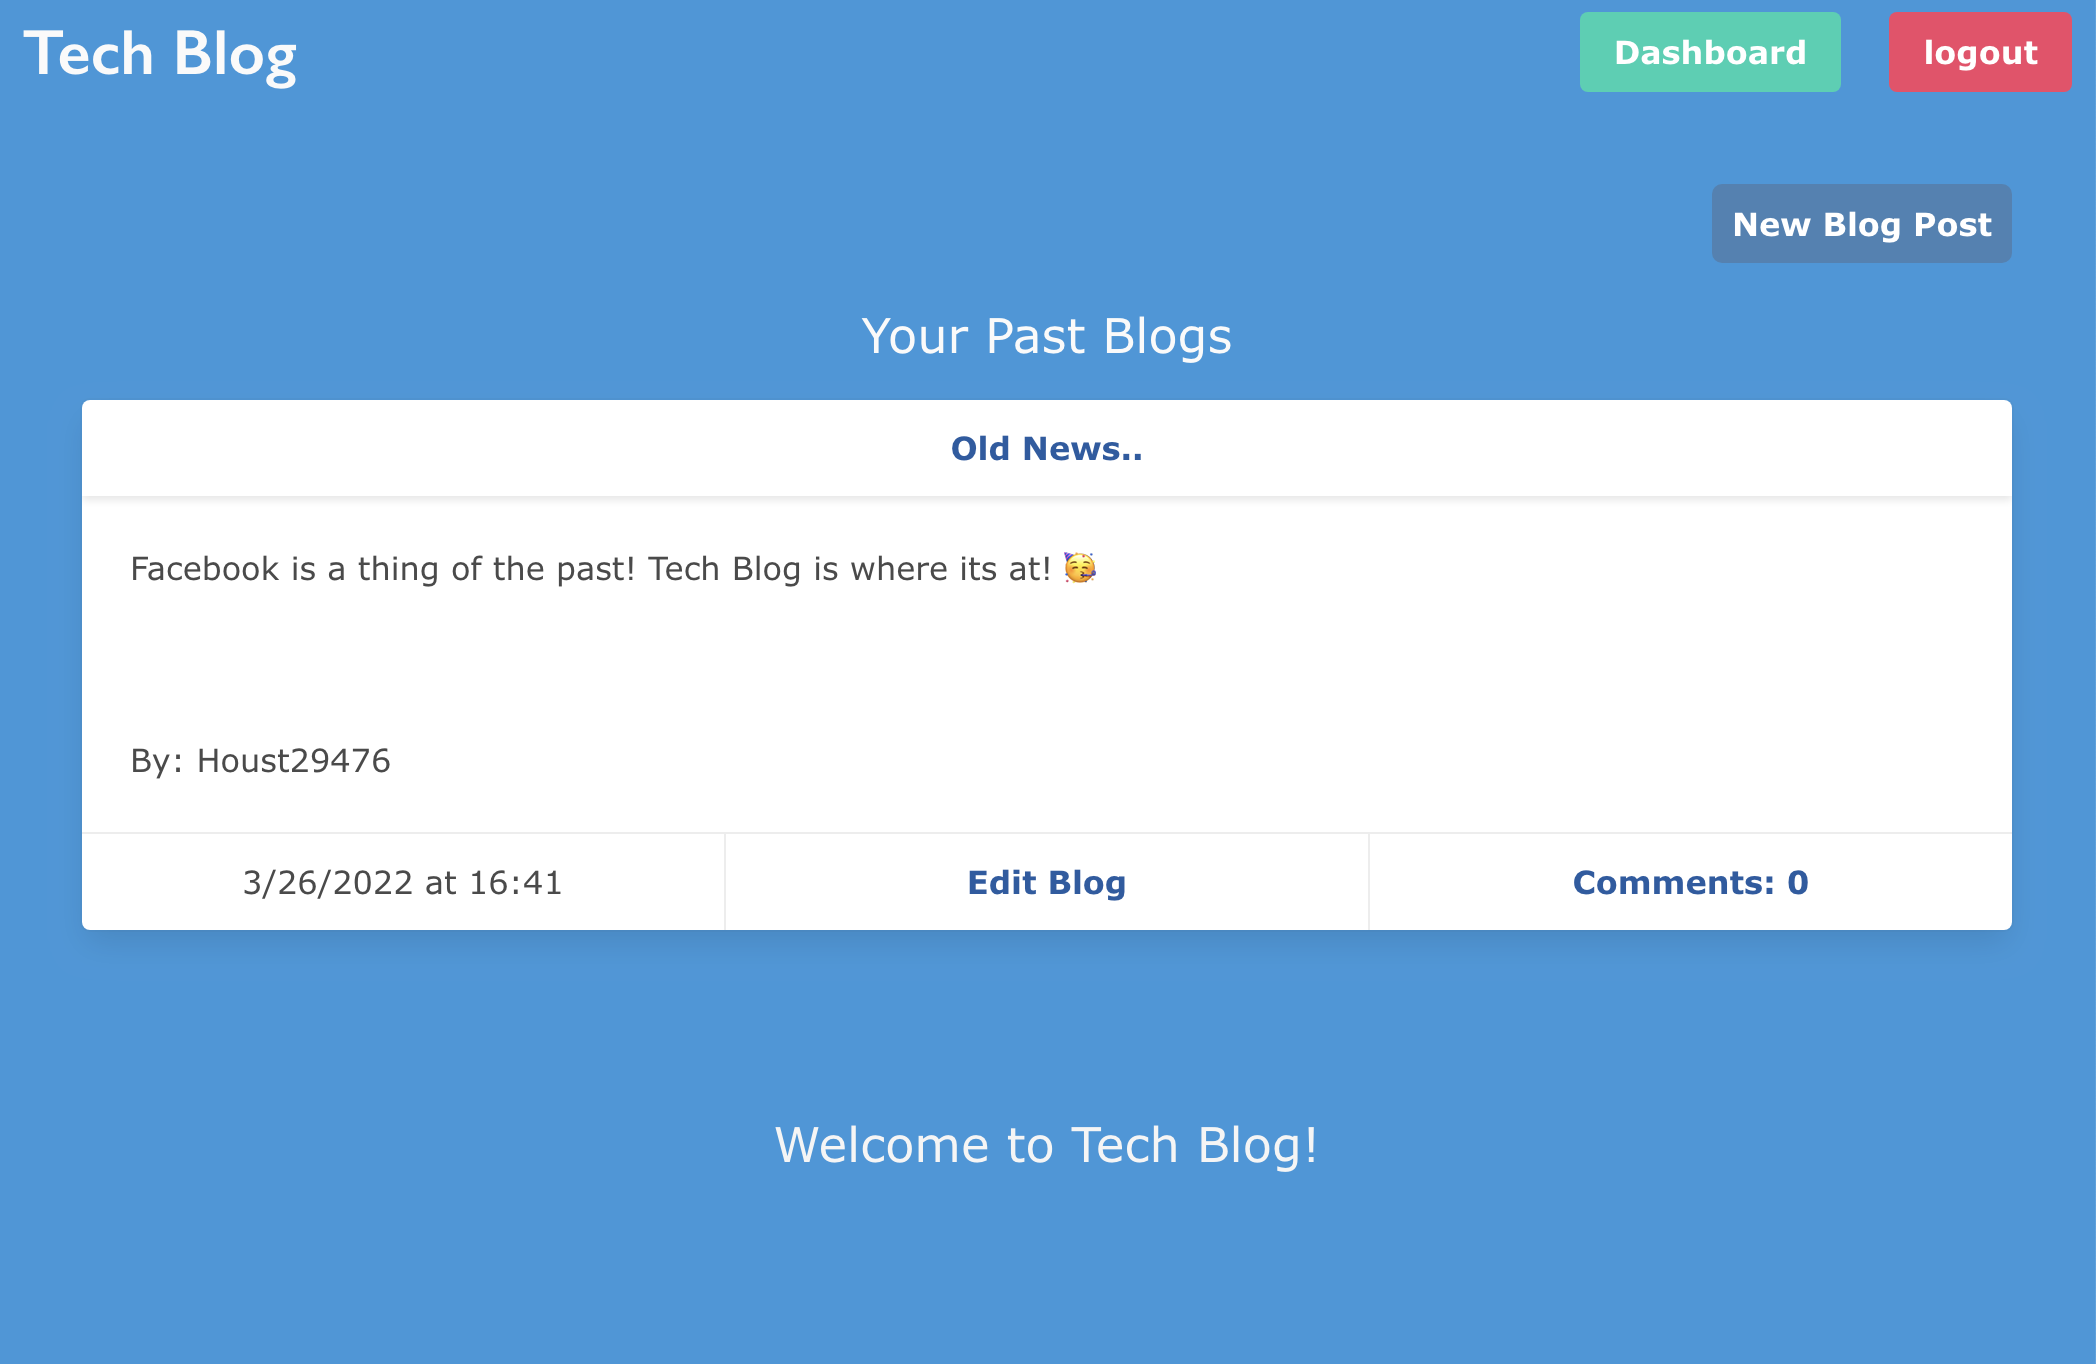 Tech Blog
Dashboard
logout
New Blog Post
Your Past Blogs
Old News..
Facebook is a thing of the past! Tech Blog is where its at! 🥳
By: Houst29476
3/26/2022 at 16:41
Edit Blog
Comments: 0
Welcome to Tech Blog!